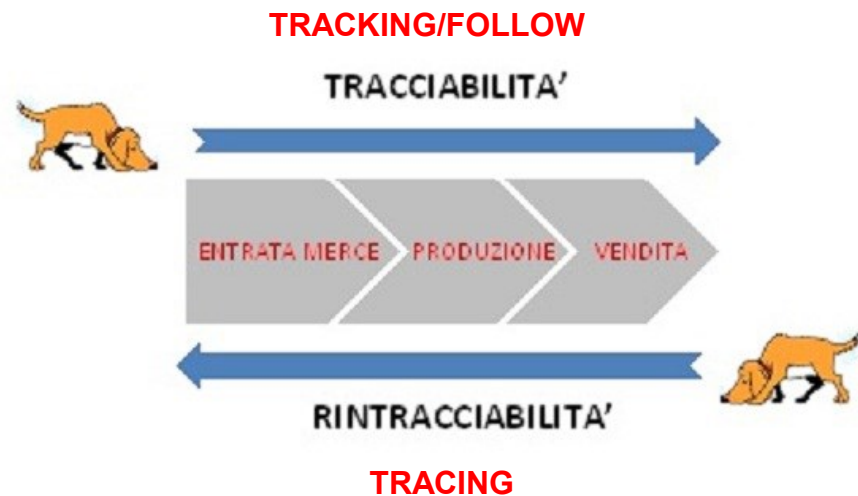 TRACKING/FOLLOW
TRACCIABILITA'
ENTRATA MERCE
PRODUZIONE
VENDITA
RINTRACCIABILITA'
TRACING